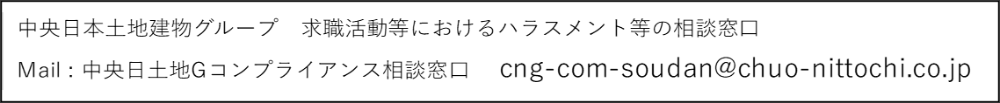 中央日本土地建物グループ　求職活動等におけるハラスメント等の相談窓口
Mail：中央日土地Gコンプライアンス相談窓口　cng-com-soudan@chuo-nittochi.co.jp